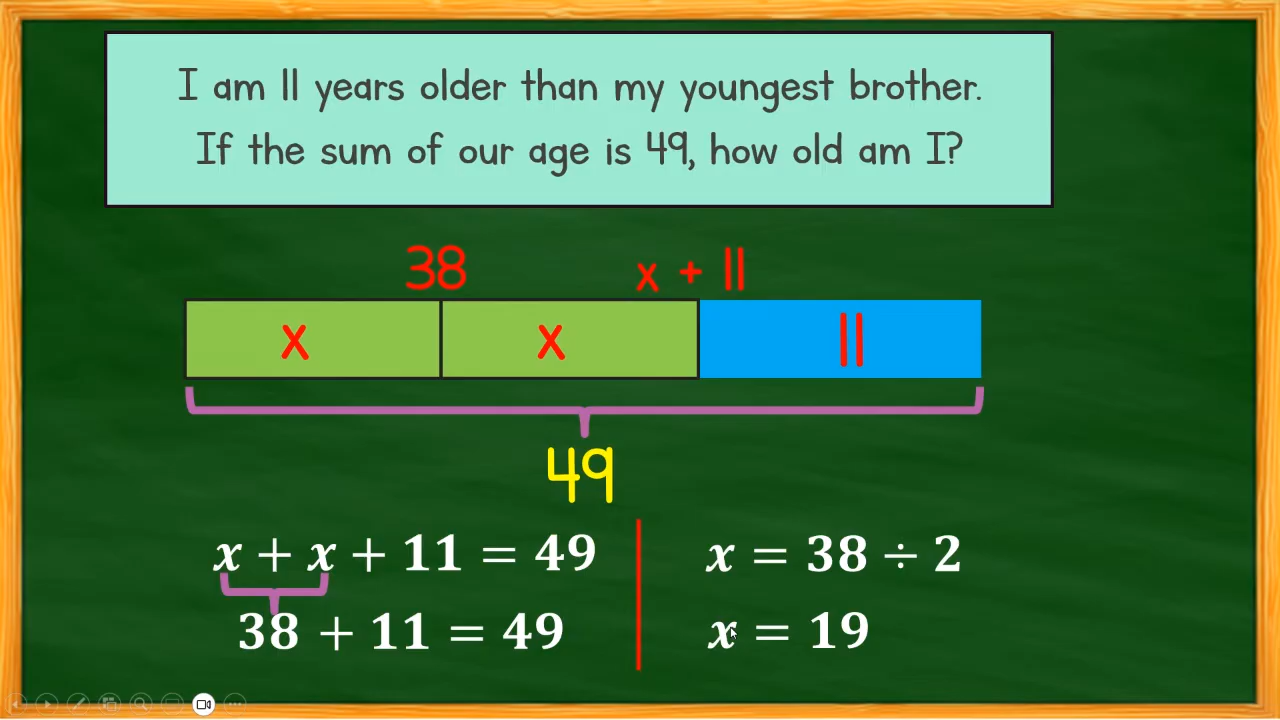 I am 11 years older than my youngest brother.
If the sum of our age is 49, how old am I?
38 x + 11
x x 11
49
x + x + 11 = 49
38 + 11 = 49
x = 38 ÷ 2
x = 19